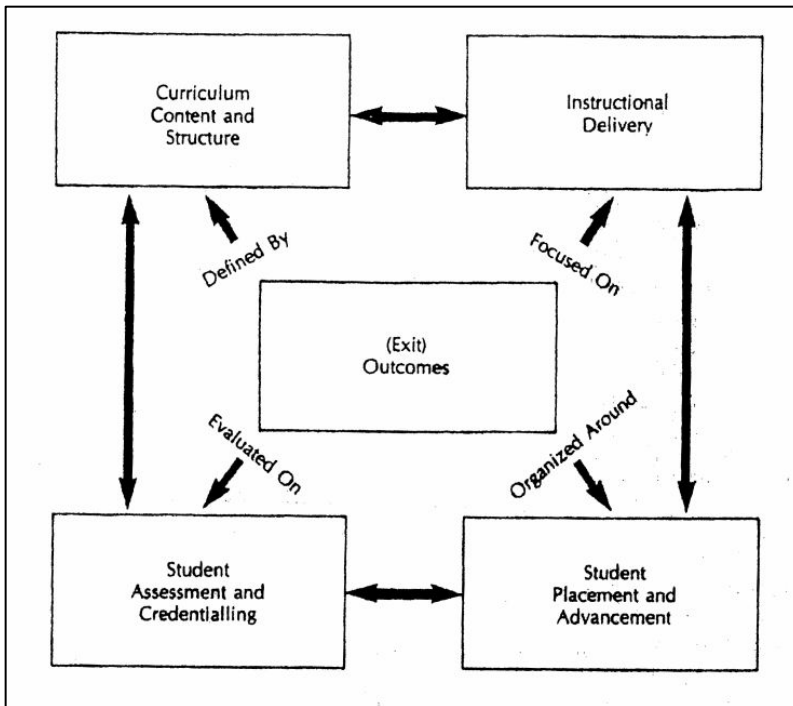 Curriculum
Content and
Structure
Instructional
Delivery
Defined By
Focused On
(Exit)
Outcomes
Evaluated On
Organized Around
Student
Assessment and
Credentialling
Student
Placement and
Advancement